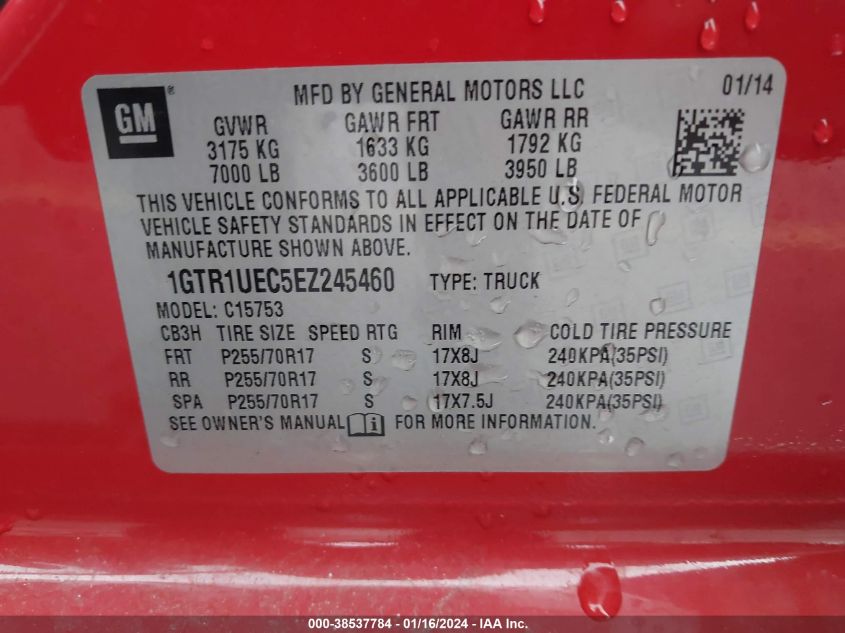 GM®
MFD BY GENERAL MOTORS LLC 01/14
GVWR GAWR FRT GAWR RR
3175 KG 1633 KG 1792 KG
7000 LB 3600 LB 3950 LB
THIS VEHICLE CONFORMS TO ALL APPLICABLE U.S. FEDERAL MOTOR
VEHICLE SAFETY STANDARDS IN EFFECT ON THE DATE OF
MANUFACTURE SHOWN ABOVE.
1GTR1UEC5EZ245460 TYPE: TRUCK
MODEL: C15753
CB3H TIRE SIZE SPEED RTG RIM COLD TIRE PRESSURE
FRT P255/70R17 S 17X8J 240KPA(35PSI)
RR P255/70R17 S 17X8J 240KPA(35PSI)
SPA P255/70R17 S 17X7.5J 240KPA(35PSI)
SEE OWNER'S MANUAL i FOR MORE INFORMATION.
000-38537784 - 01/16/2024 - IAA Inc.